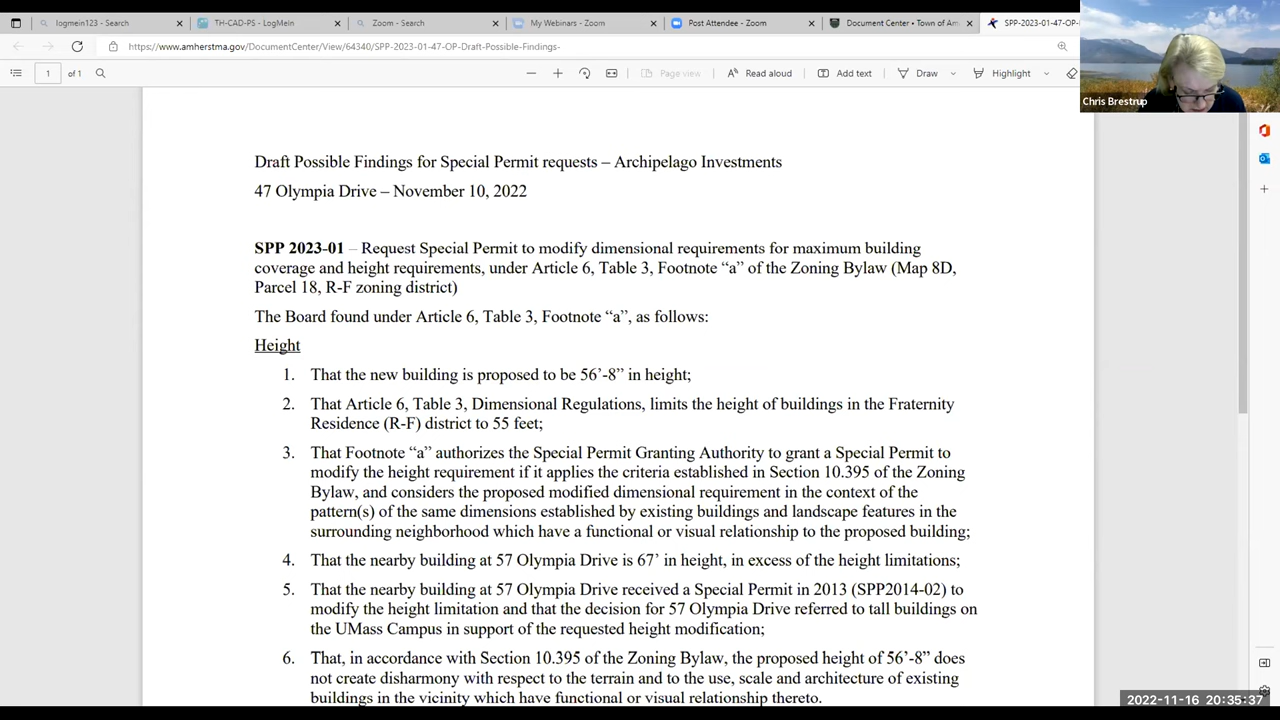 logmein123 - Search
TH-CAD-PS - LogMein
Zoom - Search
My Webinars - Zoom
Post Attendee - Zoom
Document Center • Town of Am
SPP-2023-01-47-OP-
https://www.amherstma.gov/DocumentCenter/View/64340/SPP-2023-01-47-OP-Draft-Possible-Findings-
1 of 1
Page view
Read aloud
Add text
Draw
Highlight
Chris Brestrup
Draft Possible Findings for Special Permit requests – Archipelago Investments
47 Olympia Drive – November 10, 2022
SPP 2023-01 – Request Special Permit to modify dimensional requirements for maximum building
coverage and height requirements, under Article 6, Table 3, Footnote “a” of the Zoning Bylaw (Map 8D,
Parcel 18, R-F zoning district)
The Board found under Article 6, Table 3, Footnote “a”, as follows:
Height
1. That the new building is proposed to be 56’-8” in height;
2. That Article 6, Table 3, Dimensional Regulations, limits the height of buildings in the Fraternity
Residence (R-F) district to 55 feet;
3. That Footnote “a” authorizes the Special Permit Granting Authority to grant a Special Permit to
modify the height requirement if it applies the criteria established in Section 10.395 of the Zoning
Bylaw, and considers the proposed modified dimensional requirement in the context of the
pattern(s) of the same dimensions established by existing buildings and landscape features in the
surrounding neighborhood which have a functional or visual relationship to the proposed building;
4. That the nearby building at 57 Olympia Drive is 67’ in height, in excess of the height limitations;
5. That the nearby building at 57 Olympia Drive received a Special Permit in 2013 (SPP2014-02) to
modify the height limitation and that the decision for 57 Olympia Drive referred to tall buildings on
the UMass Campus in support of the requested height modification;
6. That, in accordance with Section 10.395 of the Zoning Bylaw, the proposed height of 56’-8” does
not create disharmony with respect to the terrain and to the use, scale and architecture of existing
buildings in the vicinity which have functional or visual relationship thereto.
2022-11-16 20:35:37